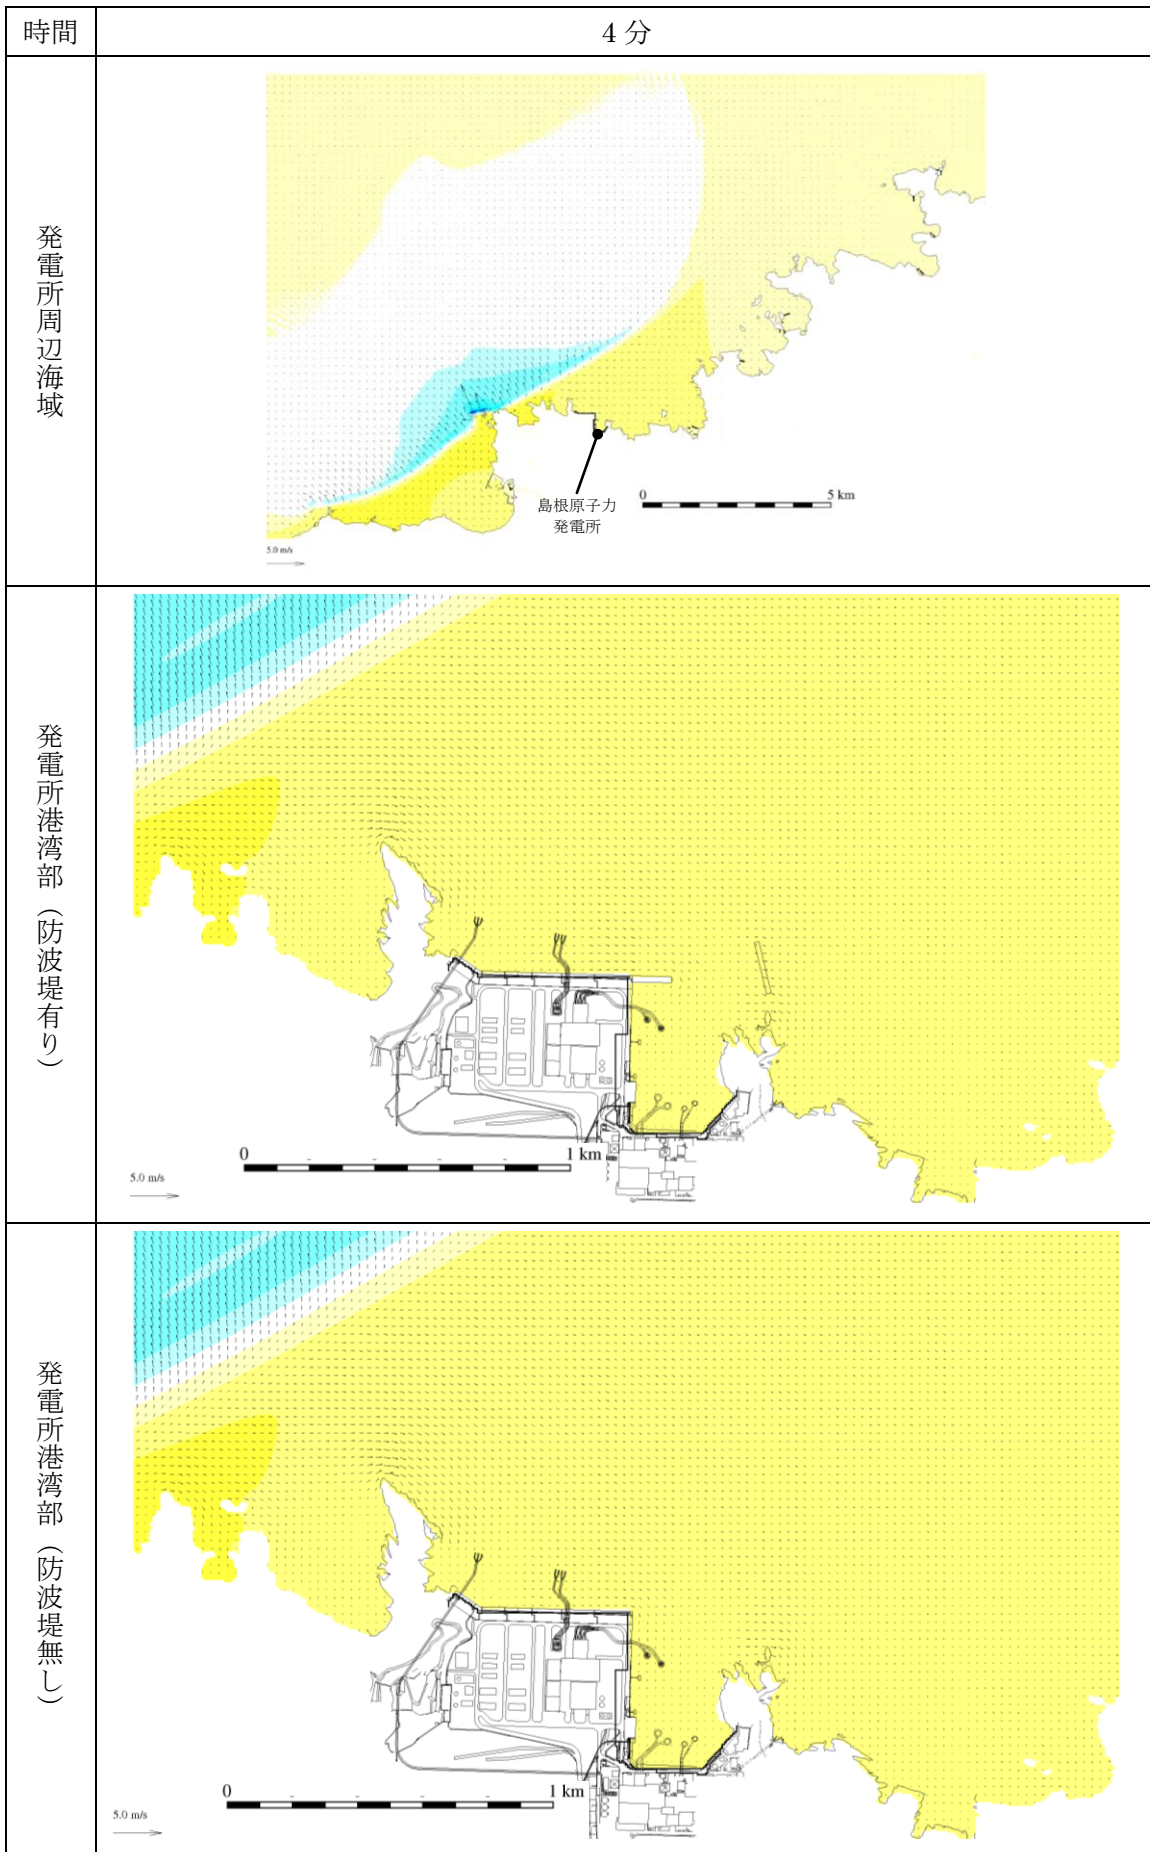 時間
4分
発電所周辺海域
島根原子力
発電所
0 5 km
5.0 m/s
発電所港湾部（防波堤有り）
0 1 km
5.0 m/s
発電所港湾部（防波堤無し）
0 1 km
5.0 m/s